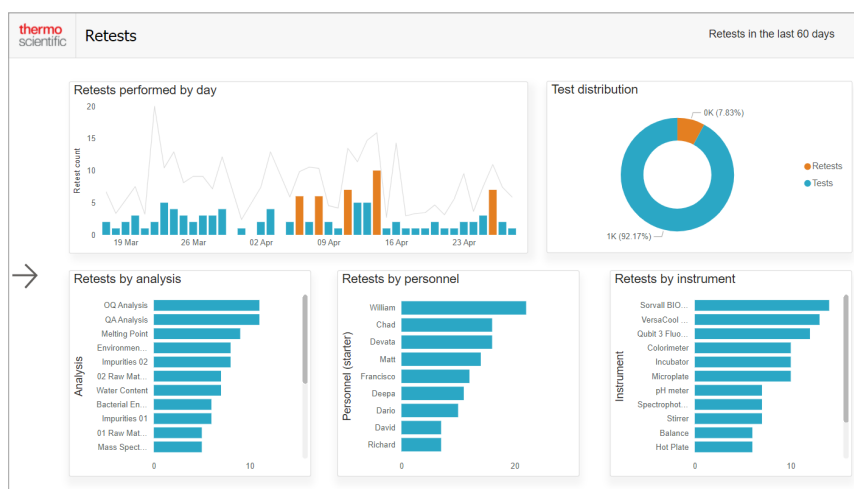 thermo
scientific
Retests
Retests in the last 60 days
Retests performed by day
Retest count
20
15
10
5
0
19 Mar
26 Mar
02 Apr
09 Apr
16 Apr
23 Apr
Test distribution
0K (7.83%)
1K (92.17%)
Retests
Tests
Retests by analysis
Analysis
OQ Analysis
QA Analysis
Melting Point
Environmen...
Impurities 02
02 Raw Mat...
Water Content
Bacterial En...
Impurities 01
01 Raw Mat...
Mass Spect...
0
10
Retests by personnel
Personnel (starter)
William
Chad
Devata
Matt
Francisco
Deepa
Dario
David
Richard
0
20
Retests by instrument
Instrument
Sorvall BIO...
VersaCool ...
Qubit 3 Fluo...
Colorimeter
Incubator
Microplate
pH meter
Spectrophot...
Stirrer
Balance
Hot Plate
0
10